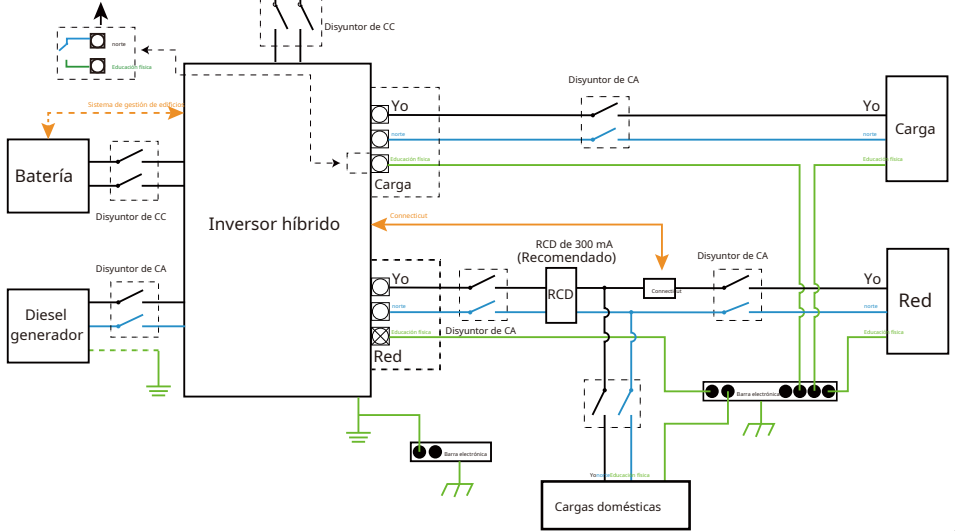 Disyuntor de CC
norte
Educación física
Sistema de gestión de edificios
Yo
Disyuntor de CA
Yo
norte
norte
Carga
Educación física
Educación física
Batería
Carga
Disyuntor de CC
Inversor híbrido
Connecticut
RCD de 300 mA
(Recomendado)
Disyuntor de CA
Disyuntor de CA
Yo
Yo
RCD
Connecticut
Red
norte
norte
Diesel
generador
Educación física
Disyuntor de CA
Educación física
Red
Barra electrónica
Barra electrónica
Yo norte Educación física
Cargas domésticas